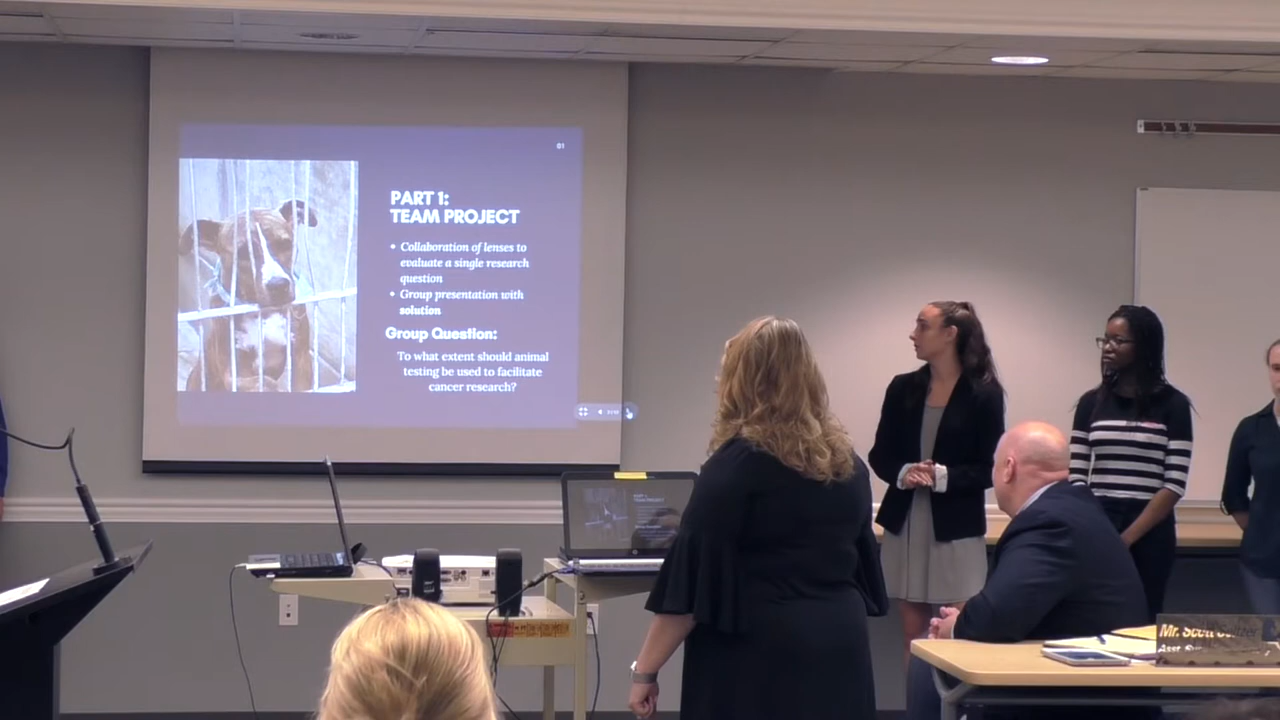 01
PART 1:
TEAM PROJECT
• Collaboration of lenses to
evaluate a single research
question
• Group presentation with
solution
Group Question:
To what extent should animal
testing be used to facilitate
cancer research?
Mr. Scott